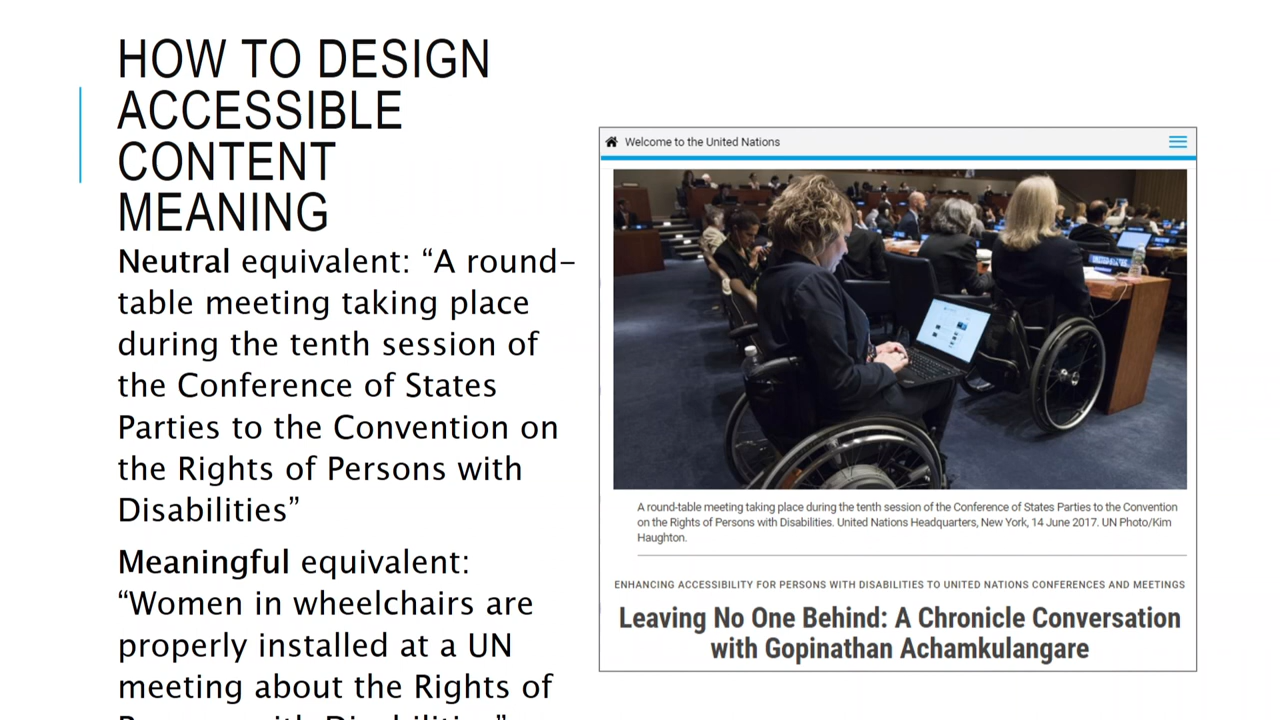 HOW TO DESIGN
ACCESSIBLE
CONTENT
MEANING
Neutral equivalent: “A round-
table meeting taking place
during the tenth session of
the Conference of States
Parties to the Convention on
the Rights of Persons with
Disabilities”
Meaningful equivalent:
“Women in wheelchairs are
properly installed at a UN
meeting about the Rights of
Welcome to the United Nations
A round-table meeting taking place during the tenth session of the Conference of States Parties to the Convention
on the Rights of Persons with Disabilities. United Nations Headquarters, New York, 14 June 2017. UN Photo/Kim
Haughton.
ENHANCING ACCESSIBILITY FOR PERSONS WITH DISABILITIES TO UNITED NATIONS CONFERENCES AND MEETINGS
Leaving No One Behind: A Chronicle Conversation
with Gopinathan Achamkulangare